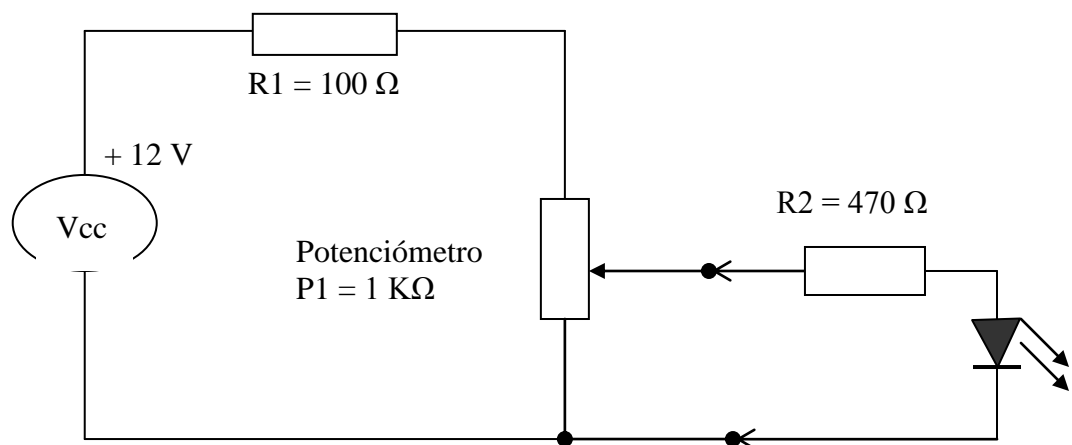 R1 = 100 Ω
+ 12 V
Vcc
Potenciómetro
P1 = 1 KΩ
R2 = 470 Ω